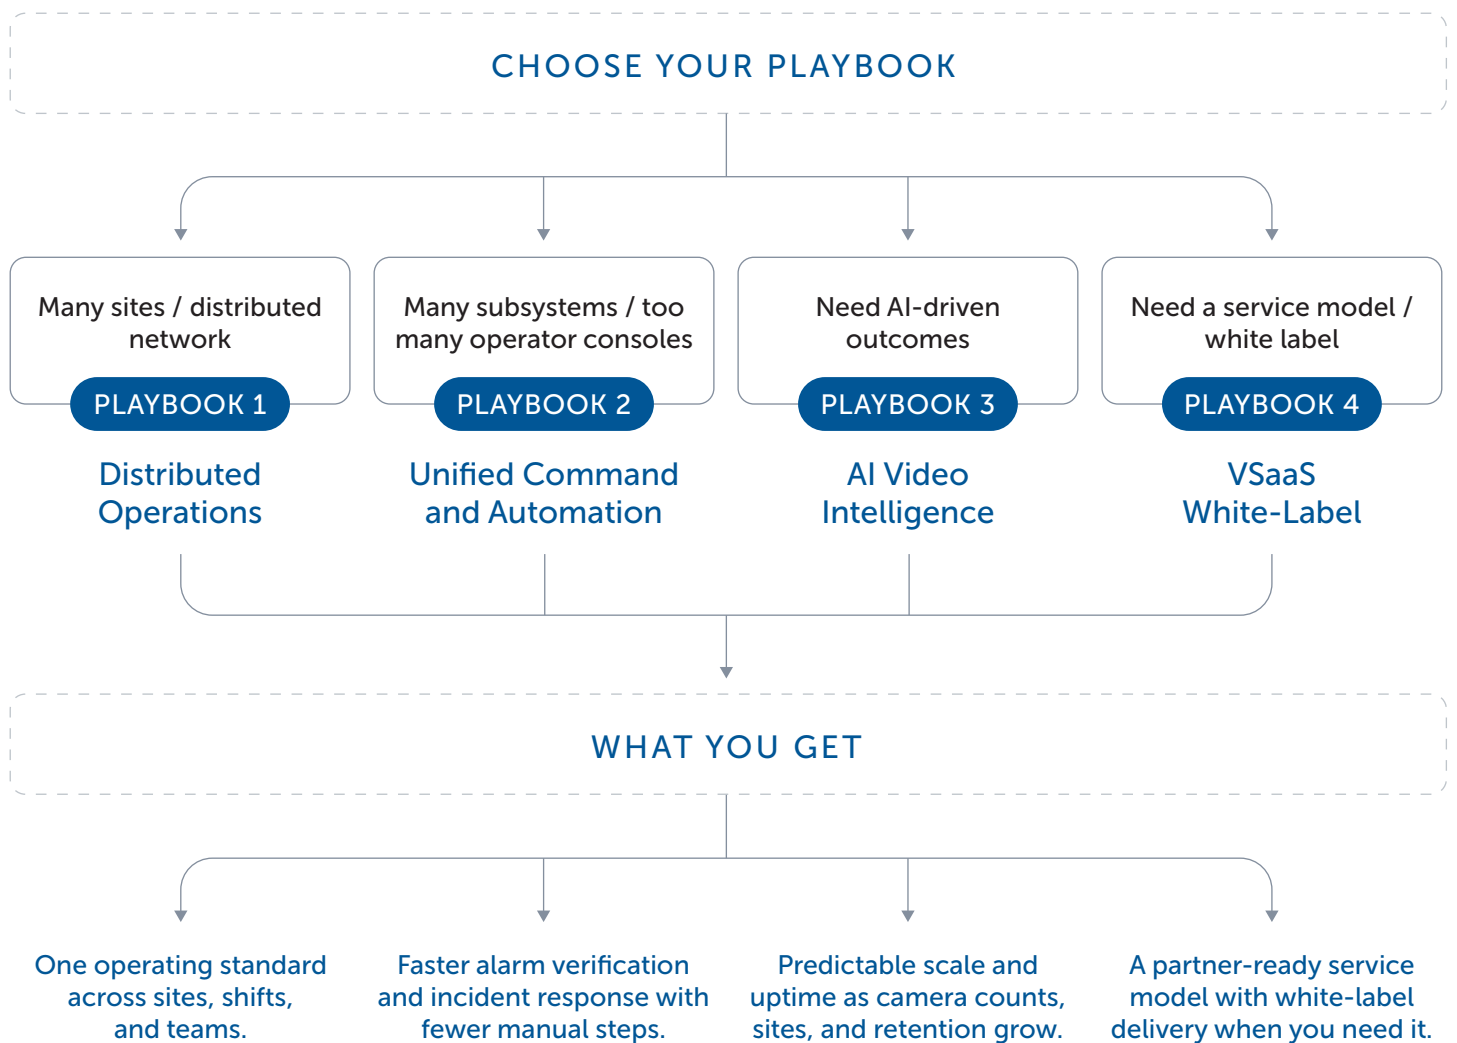 CHOOSE YOUR PLAYBOOK
Many sites / distributed
network
PLAYBOOK 1
Distributed
Operations
Many subsystems / too
many operator consoles
PLAYBOOK 2
Unified Command
and Automation
Need AI-driven
outcomes
PLAYBOOK 3
AI Video
Intelligence
Need a service model /
white label
PLAYBOOK 4
VSaaS
White-Label
WHAT YOU GET
One operating standard
across sites, shifts,
and teams.
Faster alarm verification
and incident response with
fewer manual steps.
Predictable scale and
uptime as camera counts,
sites, and retention grow.
A partner-ready service
model with white-label
delivery when you need it.